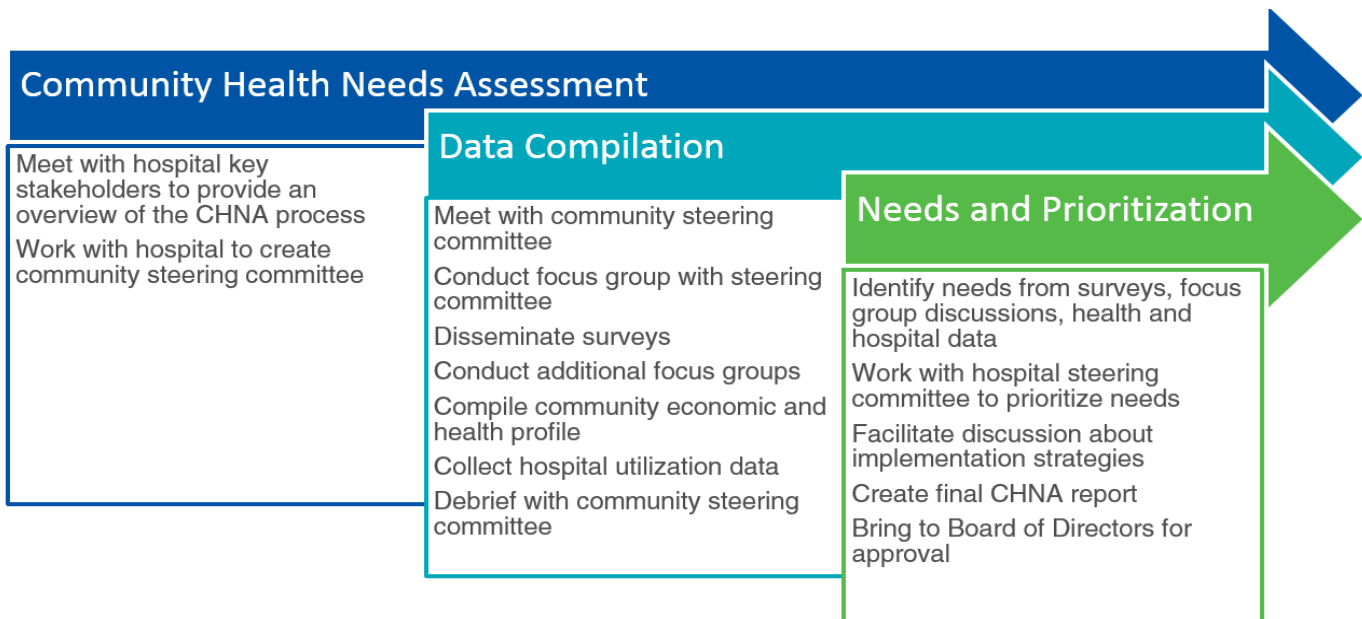 Community Health Needs Assessment
Meet with hospital key
stakeholders to provide an
overview of the CHNA process
Work with hospital to create
community steering committee
Data Compilation
Meet with community steering
committee
Conduct focus group with steering
committee
Disseminate surveys
Conduct additional focus groups
Compile community economic and
health profile
Collect hospital utilization data
Debrief with community steering
committee
Needs and Prioritization
Identify needs from surveys, focus
group discussions, health and
hospital data
Work with hospital steering
committee to prioritize needs
Facilitate discussion about
implementation strategies
Create final CHNA report
Bring to Board of Directors for
approval